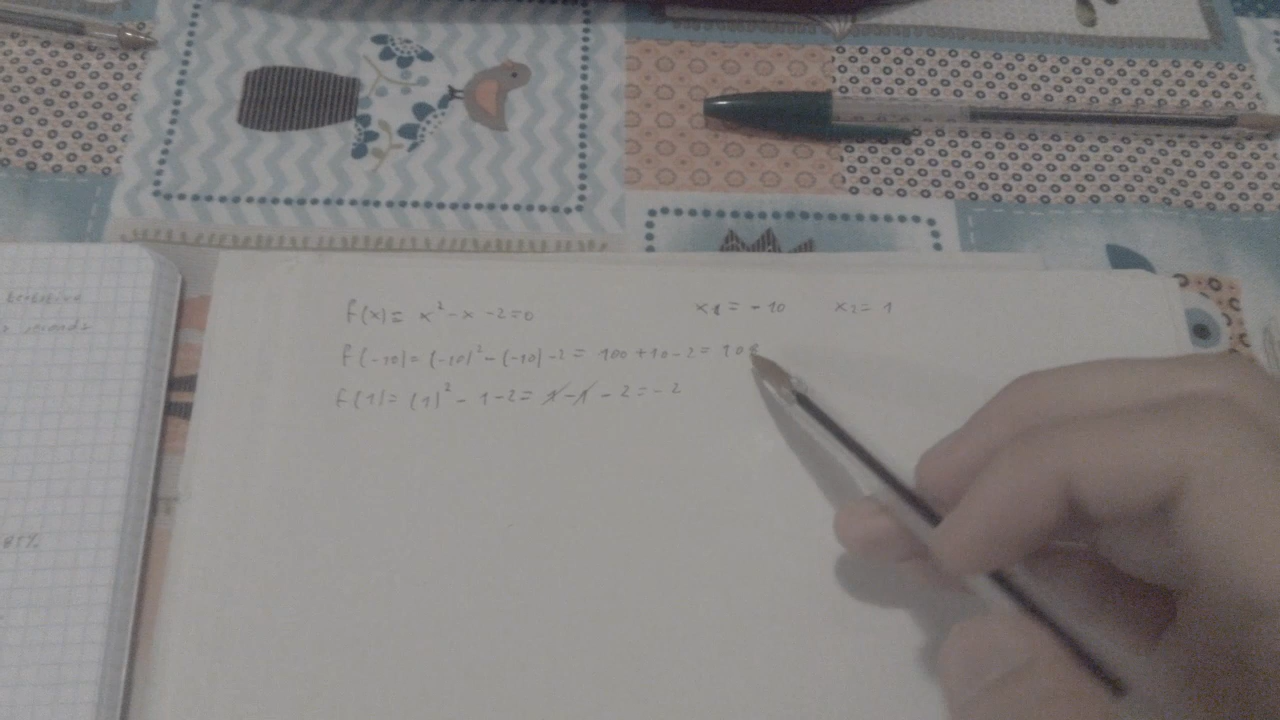 f(x) = x² - x - 2 = 0    x1 = -10    x2 = 1
f(-10) = (-10)² - (-10) - 2 = 100 + 10 - 2 = 108
f(1) = (1)² - 1 - 2 = 1 - 1 - 2 = -2
85%